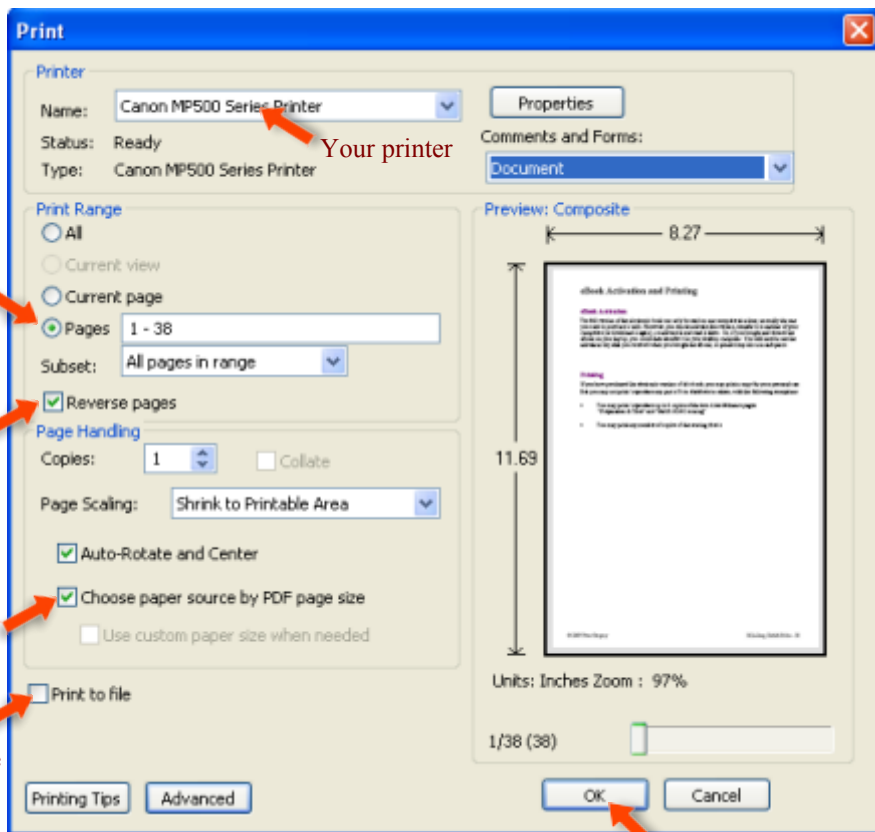 Print
Printer
Name: Canon MP500 Series Printer Properties
Your printer
Status: Ready Comments and Forms:
Type: Canon MP500 Series Printer Document
Print Range Preview: Composite
All
8.27
Current view
Current page
Pages 1 - 38
Subset: All pages in range
Reverse pages
Page Handling
Copies: 1 Collate
11.69
Page Scaling: Shrink to Printable Area
Auto-Rotate and Center
Choose paper source by PDF page size
Use custom paper size when needed
eBook Activation and Printing
eBook Activation
Printing
Units: Inches Zoom : 97%
Print to file
1/38 (38)
Printing Tips Advanced OK Cancel